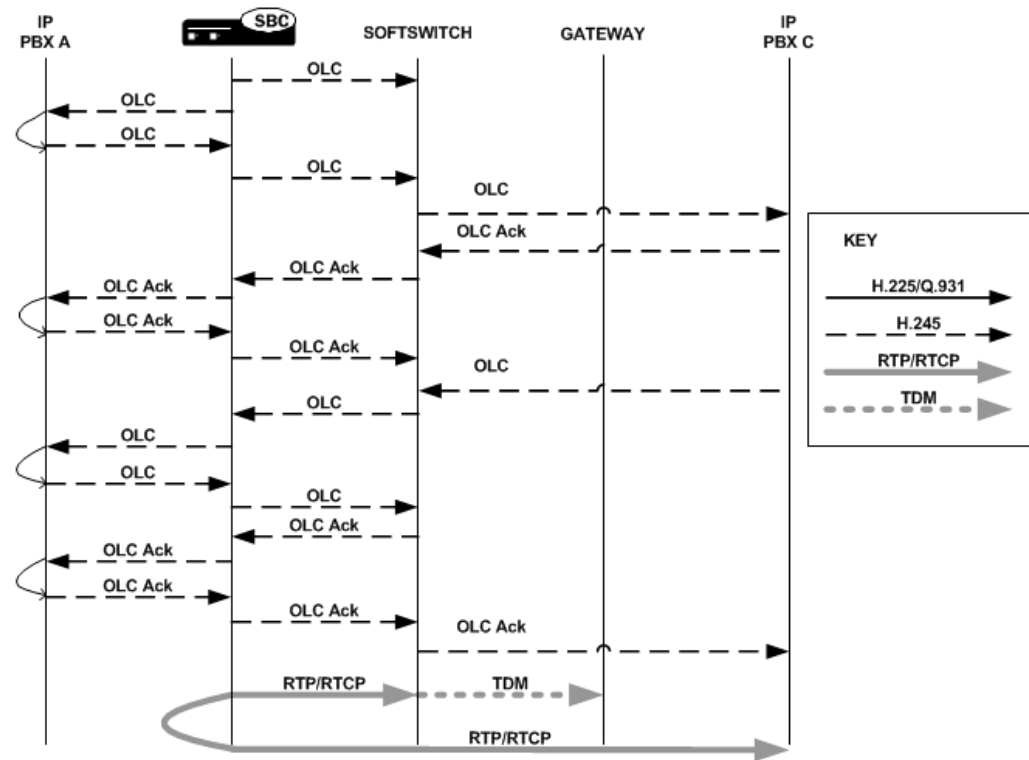 IP
PBX A
SBC
SOFTSWITCH
GATEWAY
IP
PBX C
OLC
OLC
OLC
OLC
OLC
OLC Ack
OLC Ack
OLC Ack
OLC Ack
OLC Ack
OLC
OLC
OLC
OLC
OLC
OLC Ack
OLC Ack
OLC Ack
OLC Ack
OLC Ack
RTP/RTCP
TDM
RTP/RTCP
KEY
H.225/Q.931
H.245
RTP/RTCP
TDM